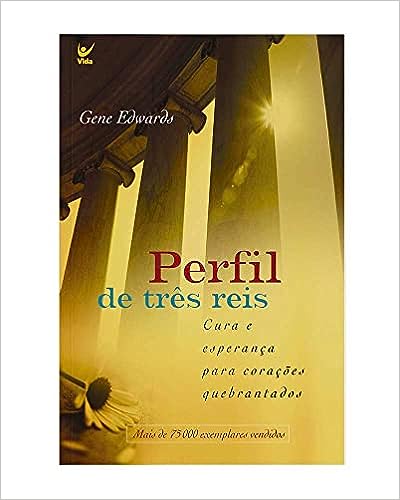 Vida
Gene Edwards
Perfil
de três reis
Cura e
esperança
para corações
quebrantados
Mais de 75 000 exemplares vendidos